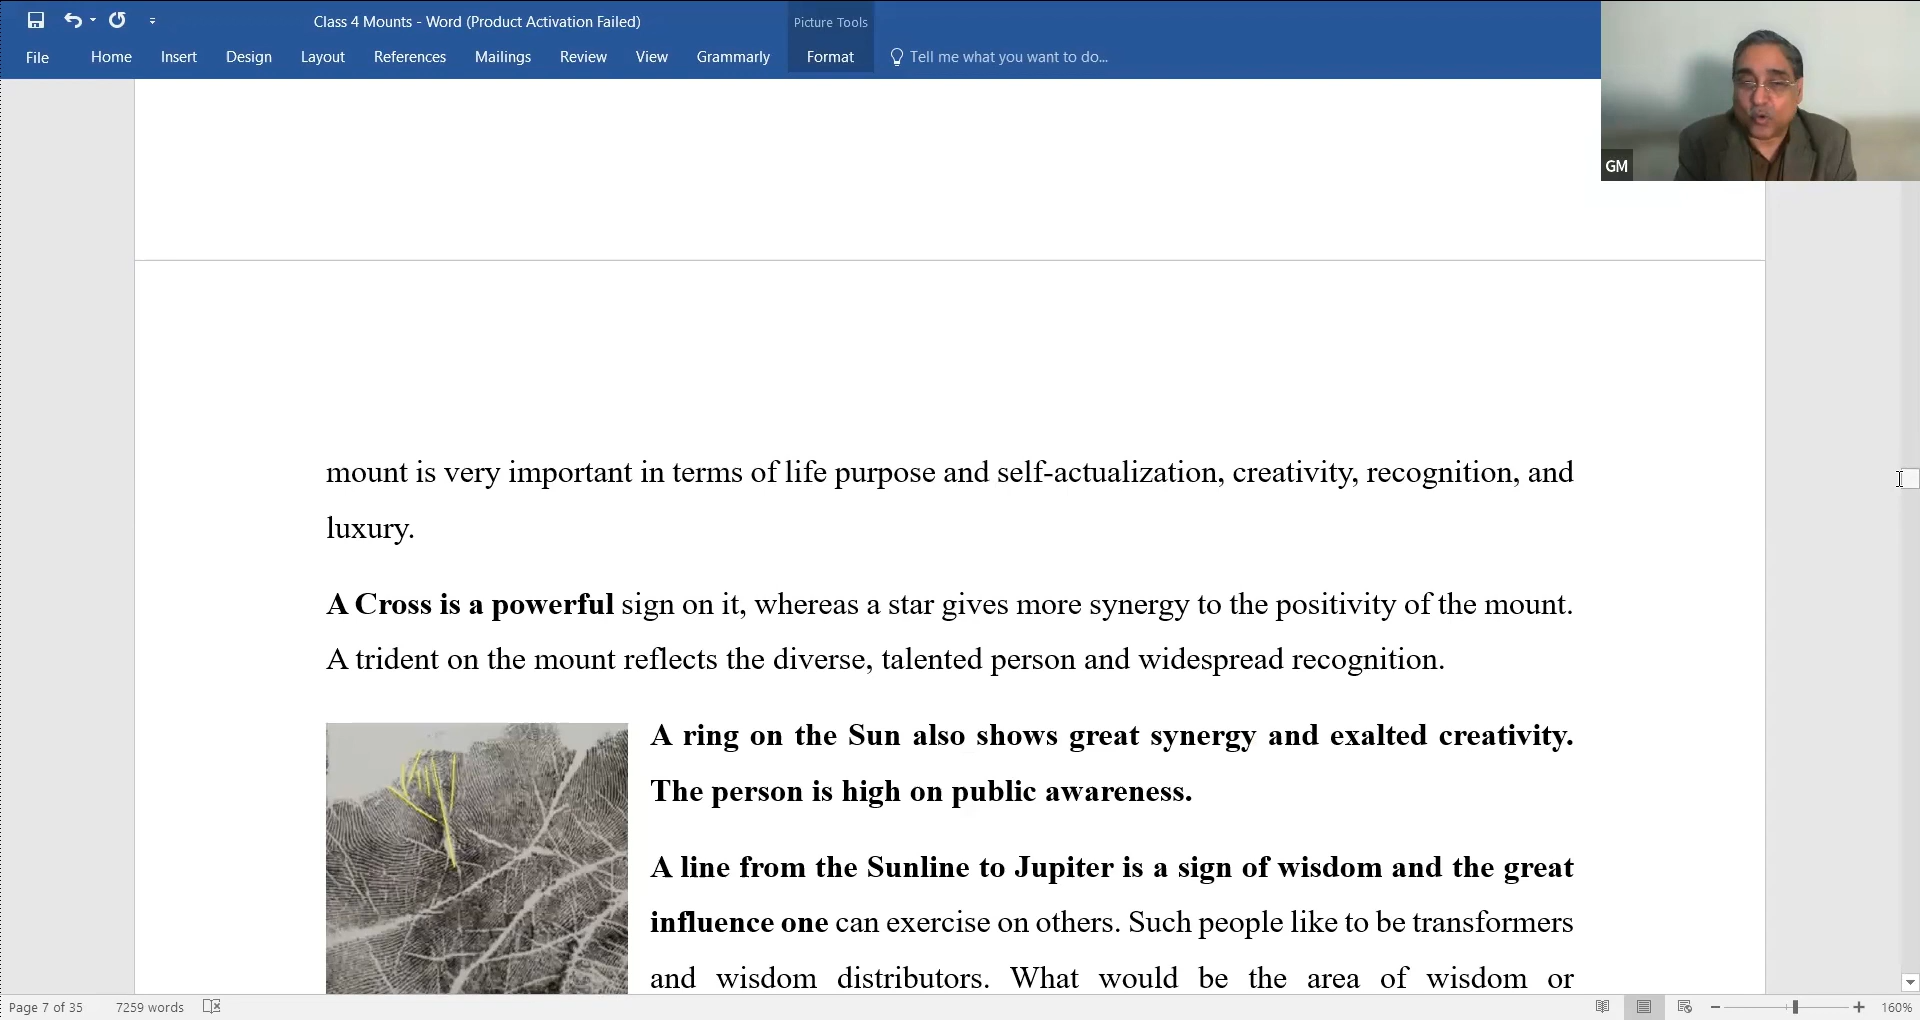 Class 4 Mounts - Word (Product Activation Failed)
Picture Tools
File Home Insert Design Layout References Mailings Review View Grammarly Format Tell me what you want to do...
GM
mount is very important in terms of life purpose and self-actualization, creativity, recognition, and
luxury.
A Cross is a powerful sign on it, whereas a star gives more synergy to the positivity of the mount.
A trident on the mount reflects the diverse, talented person and widespread recognition.
A ring on the Sun also shows great synergy and exalted creativity.
The person is high on public awareness.
A line from the Sunline to Jupiter is a sign of wisdom and the great
influence one can exercise on others. Such people like to be transformers
and wisdom distributors. What would be the area of wisdom or
Page 7 of 35 7259 words 160%